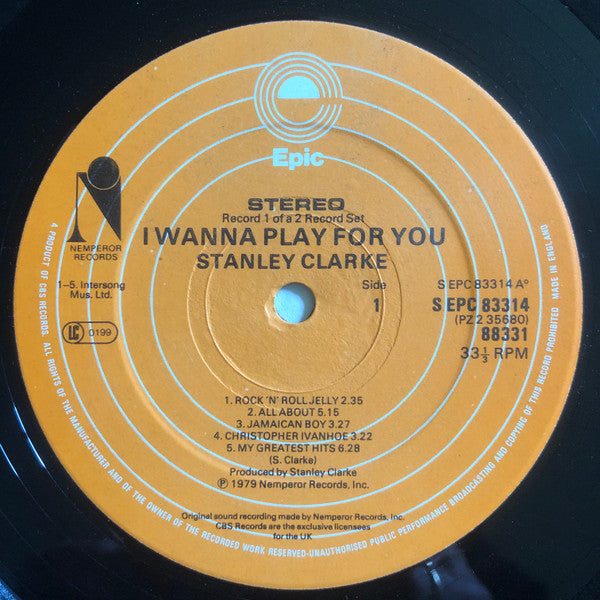 Epic
STEREO
Record 1 of a 2 Record Set
I WANNA PLAY FOR YOU
STANLEY CLARKE
NEMPEROR
RECORDS
1-5. Intersong
Mus. Ltd.
LC 0199
Side
1
S EPC 83314 A°
S EPC 83314
(PZ 2 35680)
88331
33⅓ RPM
1. ROCK 'N' ROLL JELLY 2.35
2. ALL ABOUT 5.15
3. JAMAICAN BOY 3.27
4. CHRISTOPHER IVANHOE 3.22
5. MY GREATEST HITS 6.28
(S. Clarke)
Produced by Stanley Clarke
Ⓟ 1979 Nemperor Records, Inc.
Original sound recording made by Nemperor Records, Inc.
CBS Records are the exclusive licensees
for the UK
A PRODUCT OF CBS RECORDS. ALL RIGHTS OF THE MANUFACTURER AND OF THE OWNER OF THE RECORDED WORK RESERVED-UNAUTHORISED PUBLIC PERFORMANCE BROADCASTING AND COPYING OF THIS RECORD PROHIBITED MADE IN ENGLAND